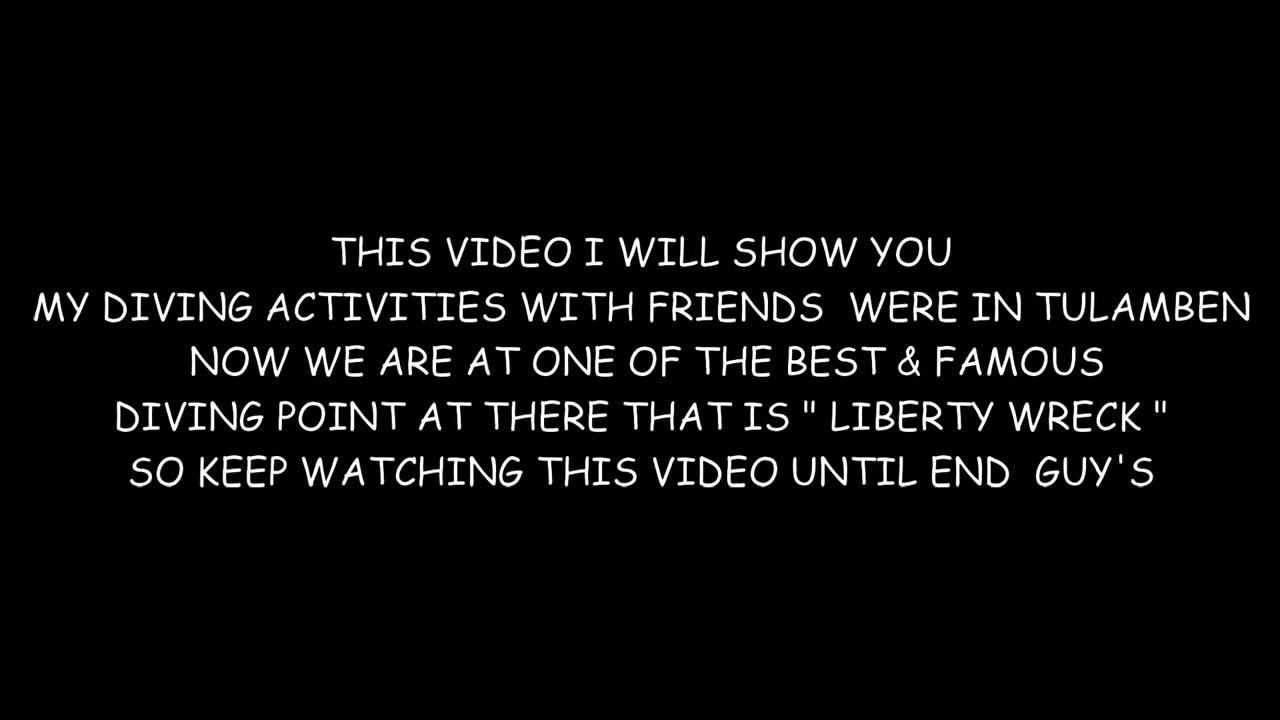 THIS VIDEO I WILL SHOW YOU
MY DIVING ACTIVITIES WITH FRIENDS  WERE IN TULAMBEN
NOW WE ARE AT ONE OF THE BEST & FAMOUS
DIVING POINT AT THERE THAT IS " LIBERTY WRECK "
SO KEEP WATCHING THIS VIDEO UNTIL END  GUY'S